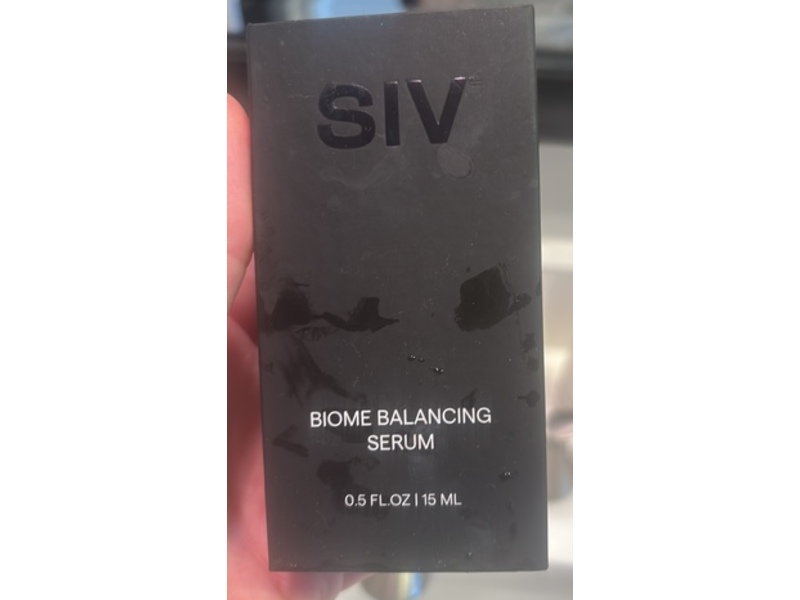 SIV
BIOME BALANCING
SERUM
0.5 FL.OZ | 15 ML